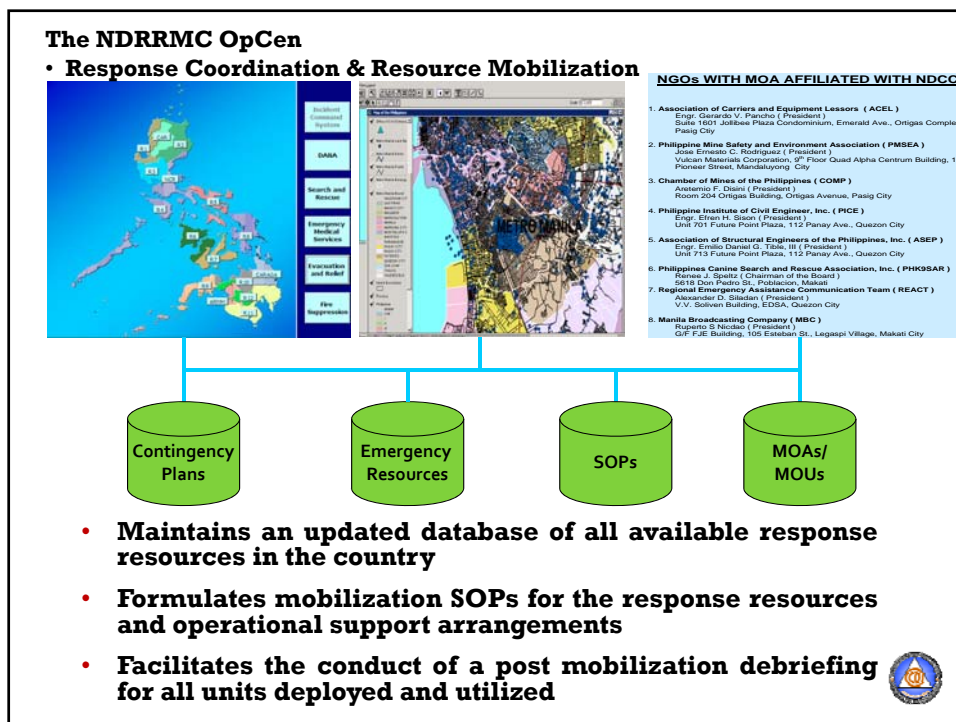 The NDRRMC OpCen
• Response Coordination & Resource Mobilization
CAR
Incident
Command
System
DANA
Search and
Rescue
Emergency
Medical
Services
Evacuation
and Relief
Fire
Suppression
CARAGA
METRO MANILA
NGOs WITH MOA AFFILIATED WITH NDCC
1. Association of Carriers and Equipment Lessors ( ACEL )
Engr. Gerardo V. Pancho ( President )
Suite 1601 Jollibee Plaza Condominium, Emerald Ave., Ortigas Comple
Pasig Ctiy
2. Philippine Mine Safety and Environment Association ( PMSEA )
Jose Ernesto C. Rodriguez ( President )
Vulcan Materials Corporation, 9th Floor Quad Alpha Centrum Building, 1
Pioneer Street, Mandaluyong City
3. Chamber of Mines of the Philippines ( COMP )
Aretemio F. Disini ( President )
Room 204 Ortigas Building, Ortigas Avenue, Pasig City
4. Philippine Institute of Civil Engineer, Inc. ( PICE )
Engr. Efren H. Sison ( President )
Unit 701 Future Point Plaza, 112 Panay Ave., Quezon City
5. Association of Structural Engineers of the Philippines, Inc. ( ASEP )
Engr. Emilio Daniel G. Tible, III ( President )
Unit 713 Future Point Plaza, 112 Panay Ave., Quezon City
6. Philippines Canine Search and Rescue Association, Inc. ( PHK9SAR )
Renee J. Speltz ( Chairman of the Board )
5618 Don Pedro St., Poblacion, Makati
7. Regional Emergency Assistance Communication Team ( REACT )
Alexander D. Siladan ( President )
V.V. Soliven Building, EDSA, Quezon City
8. Manila Broadcasting Company ( MBC )
Ruperto S Nicdao ( President )
G/F FJE Building, 105 Esteban St., Legaspi Village, Makati City
Contingency
Plans
Emergency
Resources
SOPs
MOAs/
MOUs
• Maintains an updated database of all available response
resources in the country
• Formulates mobilization SOPs for the response resources
and operational support arrangements
• Facilitates the conduct of a post mobilization debriefing
for all units deployed and utilized